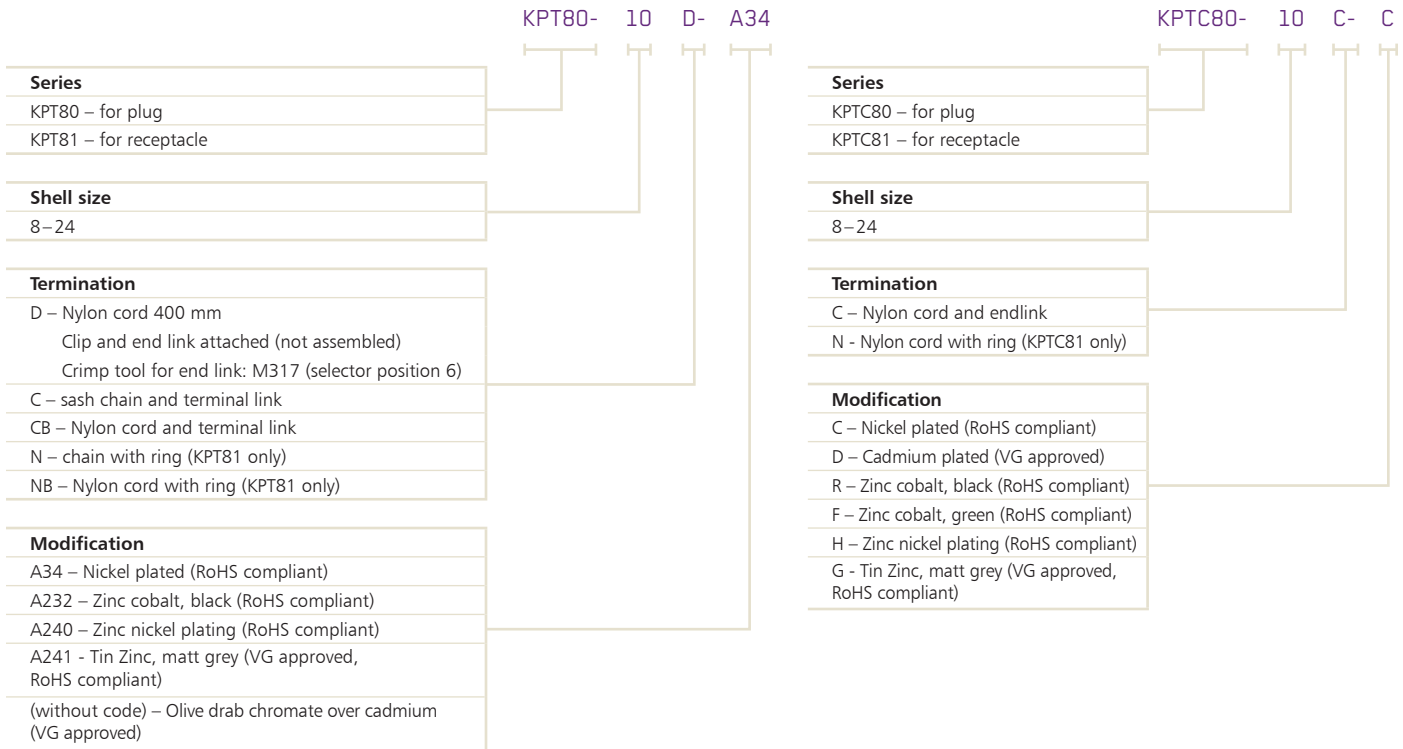 KPT80- 10 D- A34
Series
KPT80 – for plug
KPT81 – for receptacle
Shell size
8–24
Termination
D – Nylon cord 400 mm
Clip and end link attached (not assembled)
Crimp tool for end link: M317 (selector position 6)
C – sash chain and terminal link
CB – Nylon cord and terminal link
N – chain with ring (KPT81 only)
NB – Nylon cord with ring (KPT81 only)
Modification
A34 – Nickel plated (RoHS compliant)
A232 – Zinc cobalt, black (RoHS compliant)
A240 – Zinc nickel plating (RoHS compliant)
A241 - Tin Zinc, matt grey (VG approved,
RoHS compliant)
(without code) – Olive drab chromate over cadmium
(VG approved)
KPTC80- 10 C- C
Series
KPTC80 – for plug
KPTC81 – for receptacle
Shell size
8–24
Termination
C – Nylon cord and endlink
N - Nylon cord with ring (KPTC81 only)
Modification
C – Nickel plated (RoHS compliant)
D – Cadmium plated (VG approved)
R – Zinc cobalt, black (RoHS compliant)
F – Zinc cobalt, green (RoHS compliant)
H – Zinc nickel plating (RoHS compliant)
G - Tin Zinc, matt grey (VG approved,
RoHS compliant)